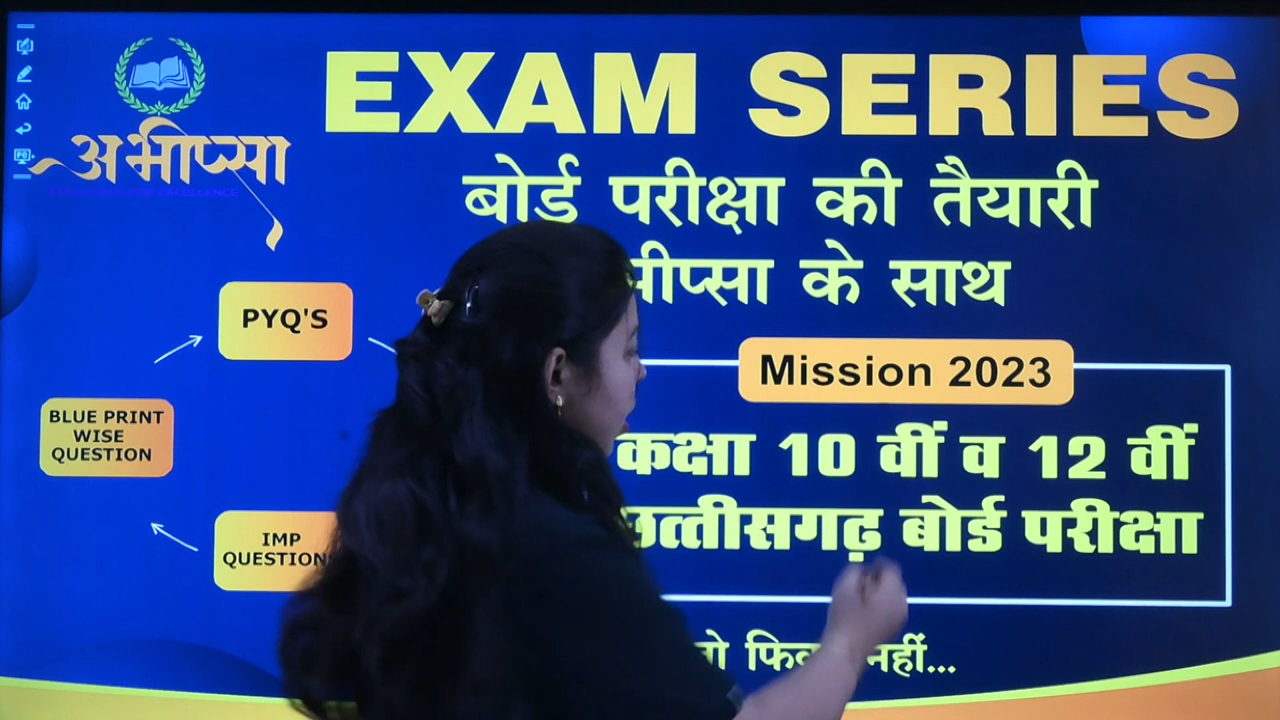 अभीप्सा
EXAM SERIES
बोर्ड परीक्षा की तैयारी
के साथ
PYQ'S
Mission 2023
BLUE PRINT
WISE
QUESTION
कक्षा 10 वीं व 12 वीं
छत्तीसगढ़ बोर्ड परीक्षा
IMP
QUESTION
नहीं...